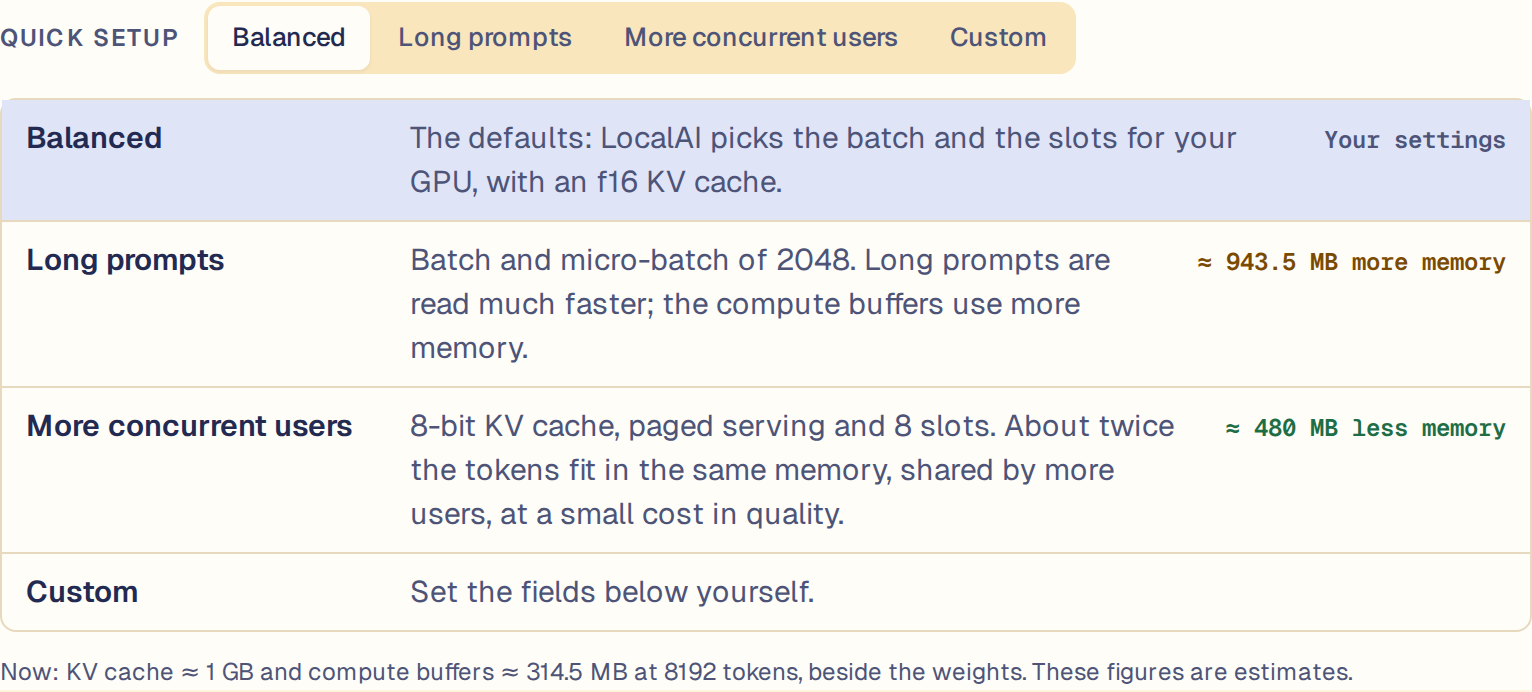 QUICK SETUP Balanced Long prompts More concurrent users Custom
Balanced The defaults: LocalAI picks the batch and the slots for your Your settings
GPU, with an f16 KV cache.
Long prompts Batch and micro-batch of 2048. Long prompts are ≈ 943.5 MB more memory
read much faster; the compute buffers use more
memory.
More concurrent users 8-bit KV cache, paged serving and 8 slots. About twice ≈ 480 MB less memory
the tokens fit in the same memory, shared by more
users, at a small cost in quality.
Custom Set the fields below yourself.
Now: KV cache ≈ 1 GB and compute buffers ≈ 314.5 MB at 8192 tokens, beside the weights. These figures are estimates.